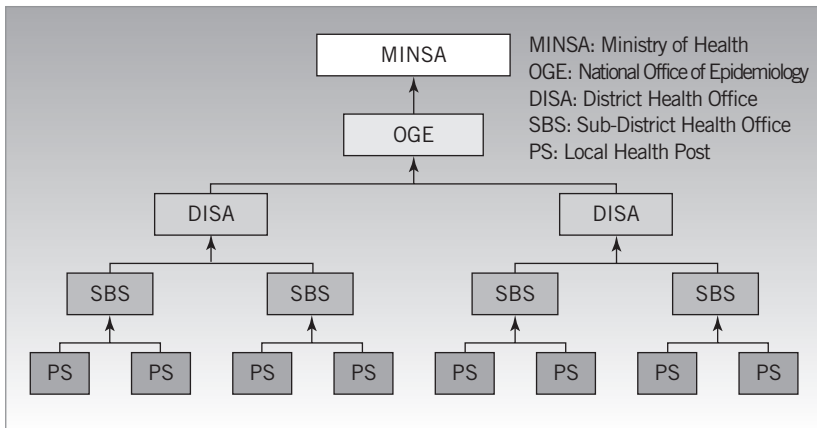 MINSA
MINSA: Ministry of Health
OGE: National Office of Epidemiology
DISA: District Health Office
SBS: Sub-District Health Office
PS: Local Health Post
OGE
DISA DISA
SBS SBS SBS SBS
PS PS PS PS PS PS PS PS